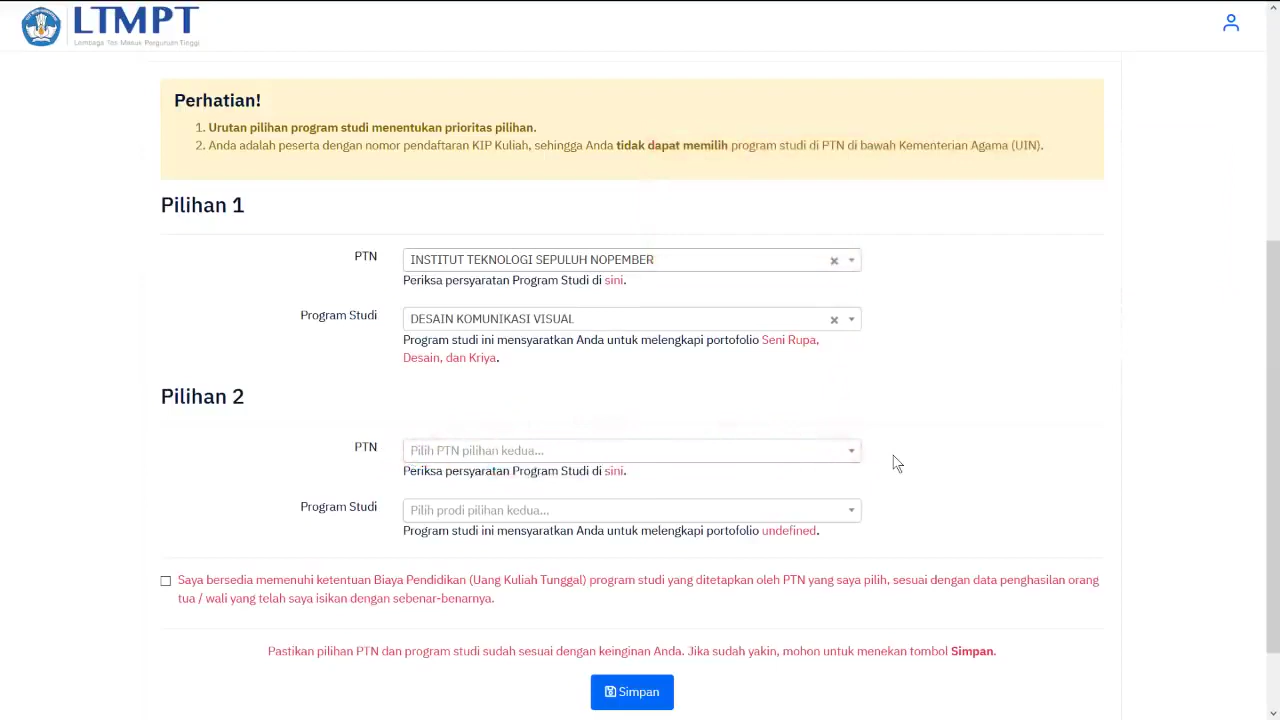 LTMPT
Lembaga Tes Masuk Perguruan Tinggi
Perhatian!
1. Urutan pilihan program studi menentukan prioritas pilihan.
2. Anda adalah peserta dengan nomor pendaftaran KIP Kuliah, sehingga Anda tidak dapat memilih program studi di PTN di bawah Kementerian Agama (UIN).
Pilihan 1
PTN
INSTITUT TEKNOLOGI SEPULUH NOPEMBER
Periksa persyaratan Program Studi di sini.
Program Studi
DESAIN KOMUNIKASI VISUAL
Program studi ini mensyaratkan Anda untuk melengkapi portofolio Seni Rupa,
Desain, dan Kriya.
Pilihan 2
PTN
Pilih PTN pilihan kedua...
Periksa persyaratan Program Studi di sini.
Program Studi
Pilih prodi pilihan kedua...
Program studi ini mensyaratkan Anda untuk melengkapi portofolio undefined.
Saya bersedia memenuhi ketentuan Biaya Pendidikan (Uang Kuliah Tunggal) program studi yang ditetapkan oleh PTN yang saya pilih, sesuai dengan data penghasilan orang
tua / wali yang telah saya isikan dengan sebenar-benarnya.
Pastikan pilihan PTN dan program studi sudah sesuai dengan keinginan Anda. Jika sudah yakin, mohon untuk menekan tombol Simpan.
Simpan